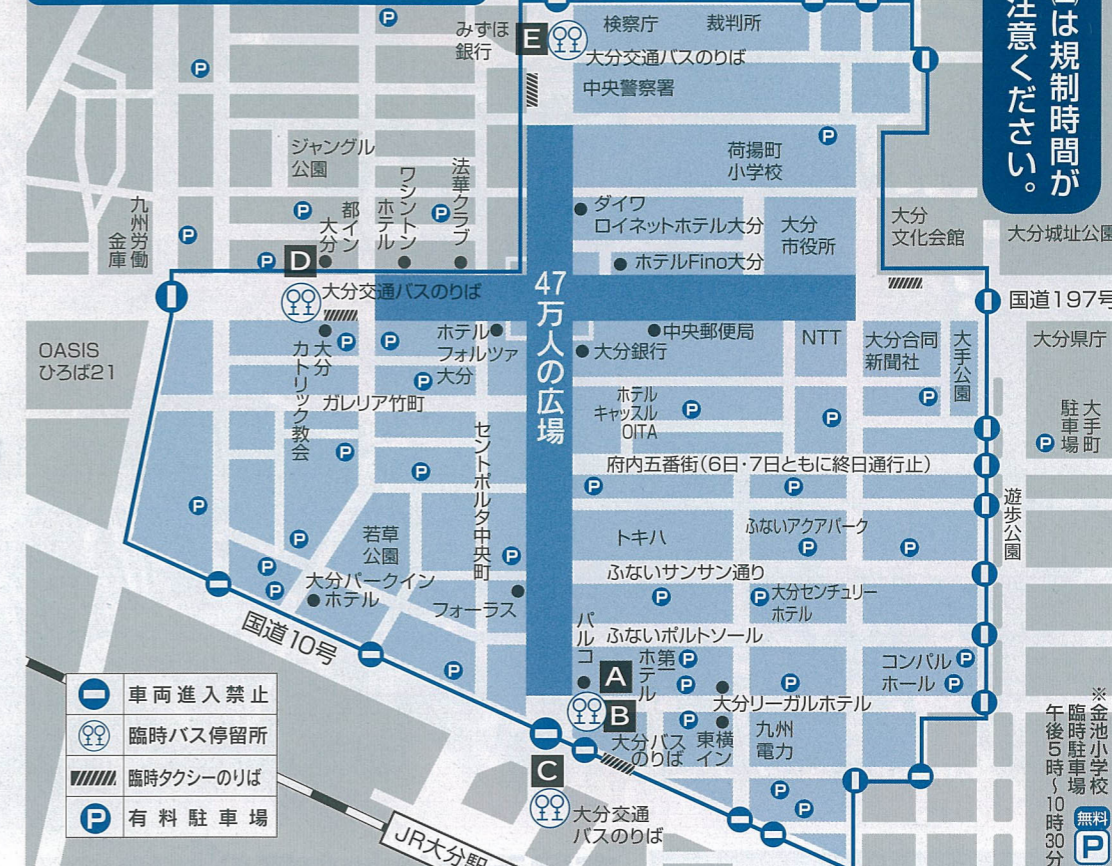 は規制時間が
注意ください。
みずほ
銀行
E
検察庁
裁判所
大分交通バスのりば
中央警察署
ジャングル
公園
ワシントン
ホテル
法華クラブ
都イン
大分
九州労働
金庫
荷揚町
小学校
ダイワ
ロイネットホテル大分
大分
市役所
ホテルFino大分
大分
文化会館
大分城址公園
D
大分交通バスのりば
47万人の広場
国道197号
OASIS
ひろば21
大分
カトリック教会
ホテル
フォルツァ
大分
中央郵便局
大分銀行
NTT
大分合同
新聞社
大手公園
大分県庁
ガレリア竹町
ホテル
キャッスル
OITA
大手町
駐車場
セントポルタ中央町
府内五番街(6日・7日ともに終日通行止)
遊歩公園
若草
公園
トキハ
ふないアクアパーク
大分パークイン
ホテル
フォーラス
ふないサンサン通り
大分センチュリー
ホテル
国道10号
パルコ
ふないポルトソール
A
B
第一
ホテル
コンパル
ホール
大分リーガルホテル
大分バス
のりば
東横
イン
九州
電力
C
大分交通
バスのりば
JR大分駅
車両進入禁止
臨時バス停留所
臨時タクシーのりば
P
有料駐車場
※金池小学校
臨時駐車場
午後5時~10時30分
無料
P